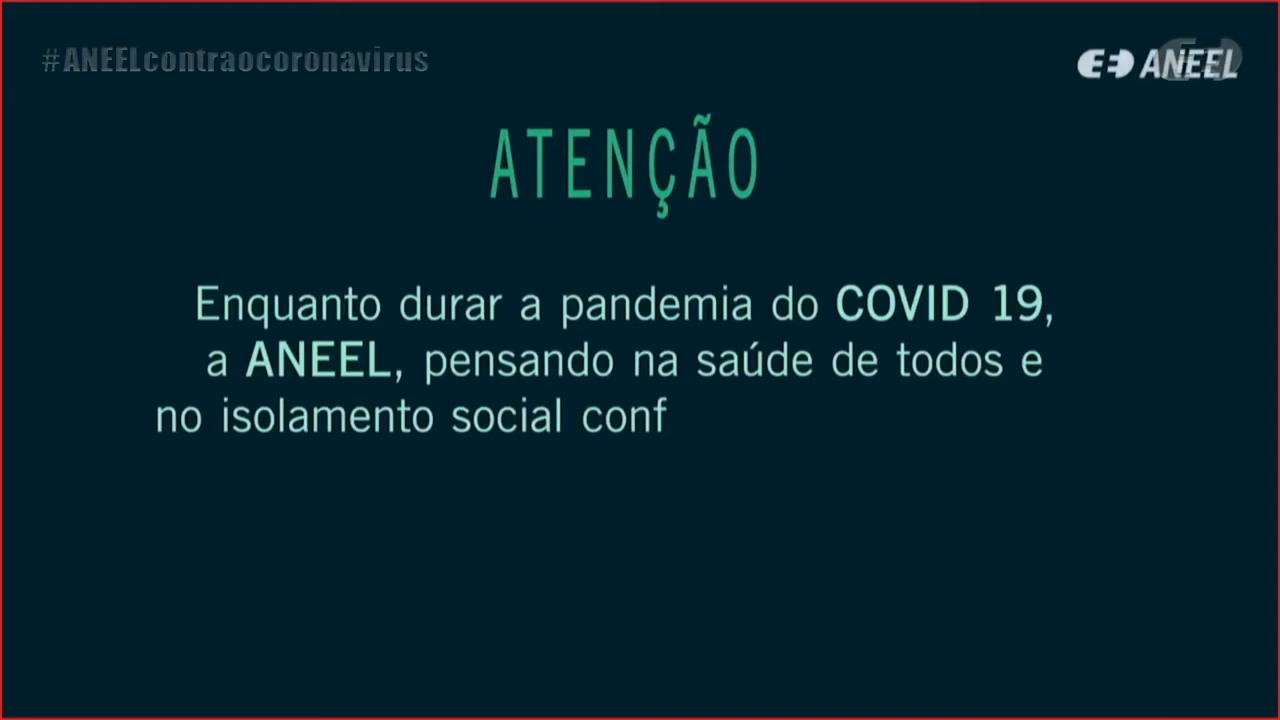 #ANEELcontraocoronavirus
ANEEL
ATENÇÃO
Enquanto durar a pandemia do COVID 19,
a ANEEL, pensando na saúde de todos e
no isolamento social conf